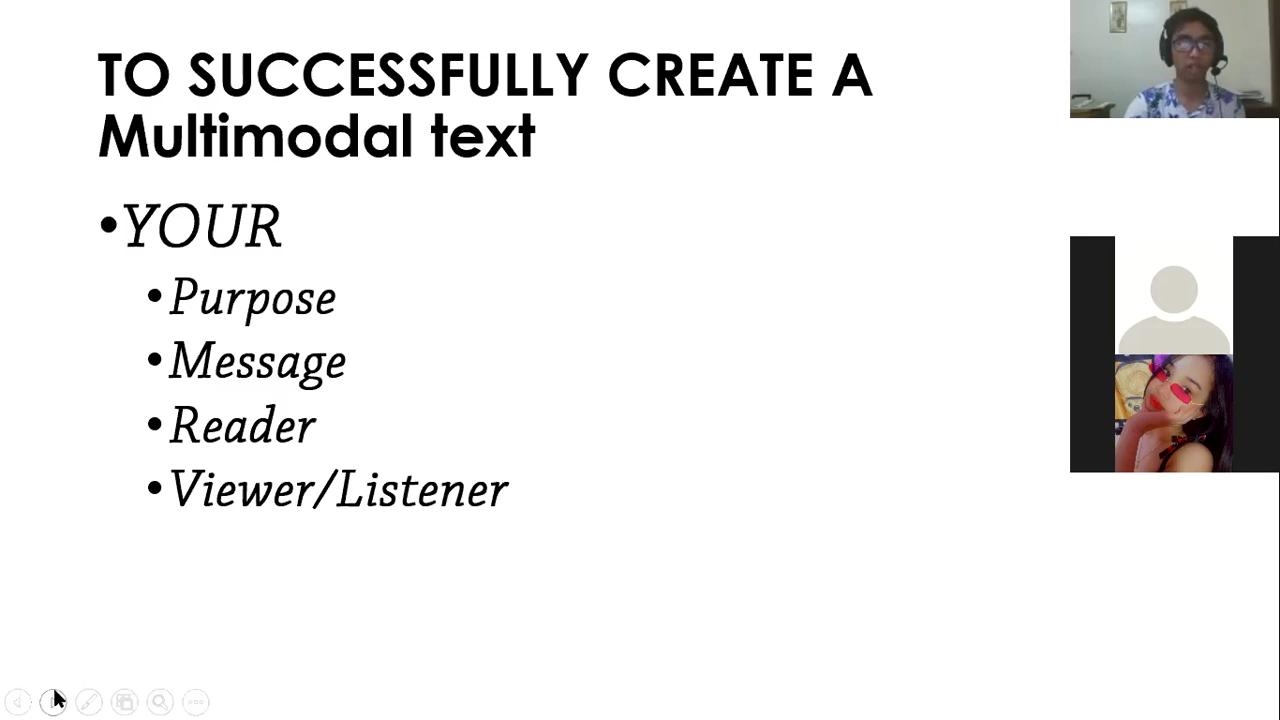 TO SUCCESSFULLY CREATE A
Multimodal text
•YOUR
•Purpose
•Message
•Reader
•Viewer/Listener